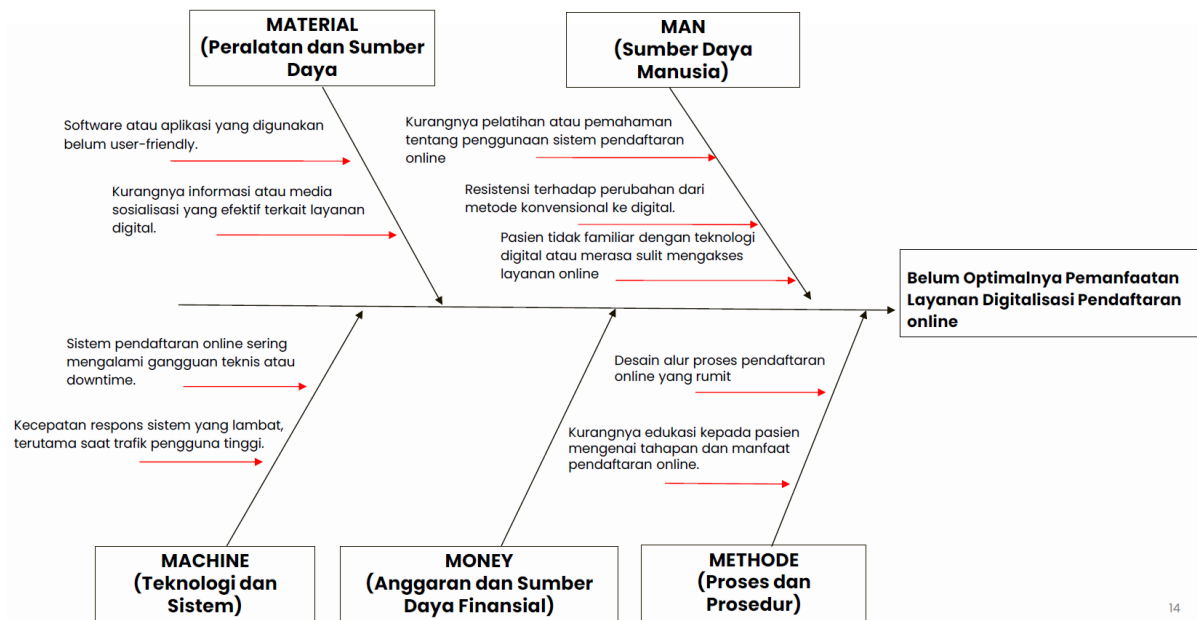 MATERIAL
(Peralatan dan Sumber
Daya
MAN
(Sumber Daya
Manusia)
Software atau aplikasi yang digunakan
belum user-friendly.
Kurangnya informasi atau media
sosialisasi yang efektif terkait layanan
digital.
Kurangnya pelatihan atau pemahaman
tentang penggunaan sistem pendaftaran
online
Resistensi terhadap perubahan dari
metode konvensional ke digital.
Pasien tidak familiar dengan teknologi
digital atau merasa sulit mengakses
layanan online
Belum Optimalnya Pemanfaatan
Layanan Digitalisasi Pendaftaran
online
Sistem pendaftaran online sering
mengalami gangguan teknis atau
downtime.
Kecepatan respons sistem yang lambat,
terutama saat trafik pengguna tinggi.
Desain alur proses pendaftaran
online yang rumit
Kurangnya edukasi kepada pasien
mengenai tahapan dan manfaat
pendaftaran online.
MACHINE
(Teknologi dan
Sistem)
MONEY
(Anggaran dan Sumber
Daya Finansial)
METHODE
(Proses dan
Prosedur)
14